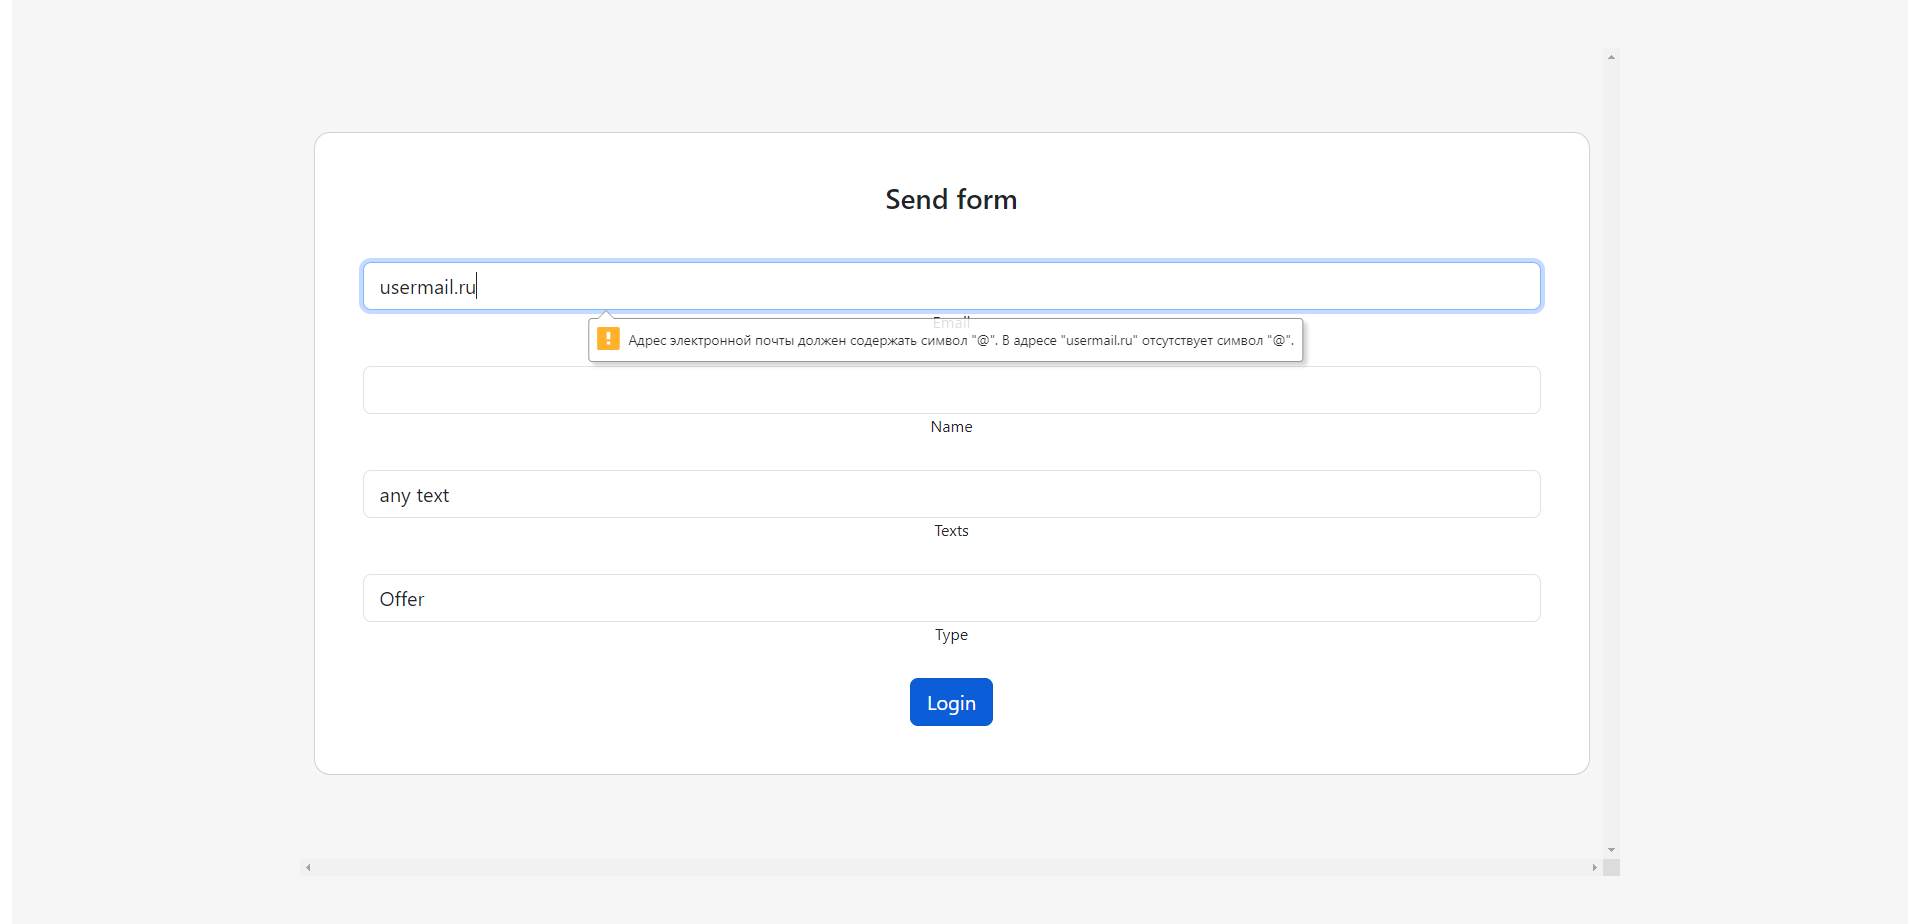 Send form
usermail.ru
Email
Адрес электронной почты должен содержать символ "@". В адресе "usermail.ru" отсутствует символ "@".
Name
any text
Texts
Offer
Type
Login